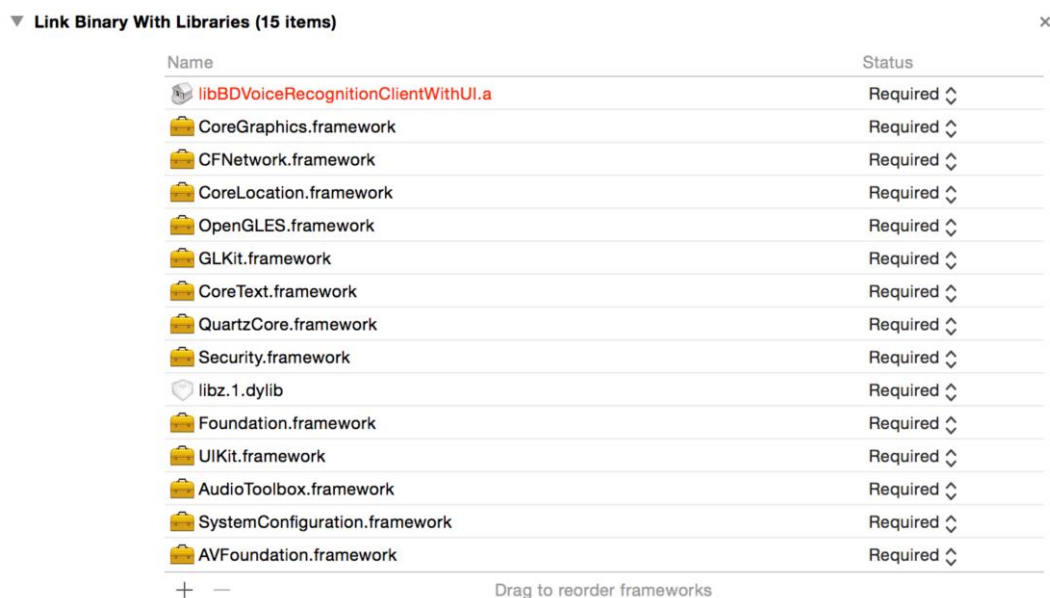 Link Binary With Libraries (15 items)
Name Status
libBDVoiceRecognitionClientWithUI.a Required
CoreGraphics.framework Required
CFNetwork.framework Required
CoreLocation.framework Required
OpenGLES.framework Required
GLKit.framework Required
CoreText.framework Required
QuartzCore.framework Required
Security.framework Required
libz.1.dylib Required
Foundation.framework Required
UIKit.framework Required
AudioToolbox.framework Required
SystemConfiguration.framework Required
AVFoundation.framework Required
Drag to reorder frameworks